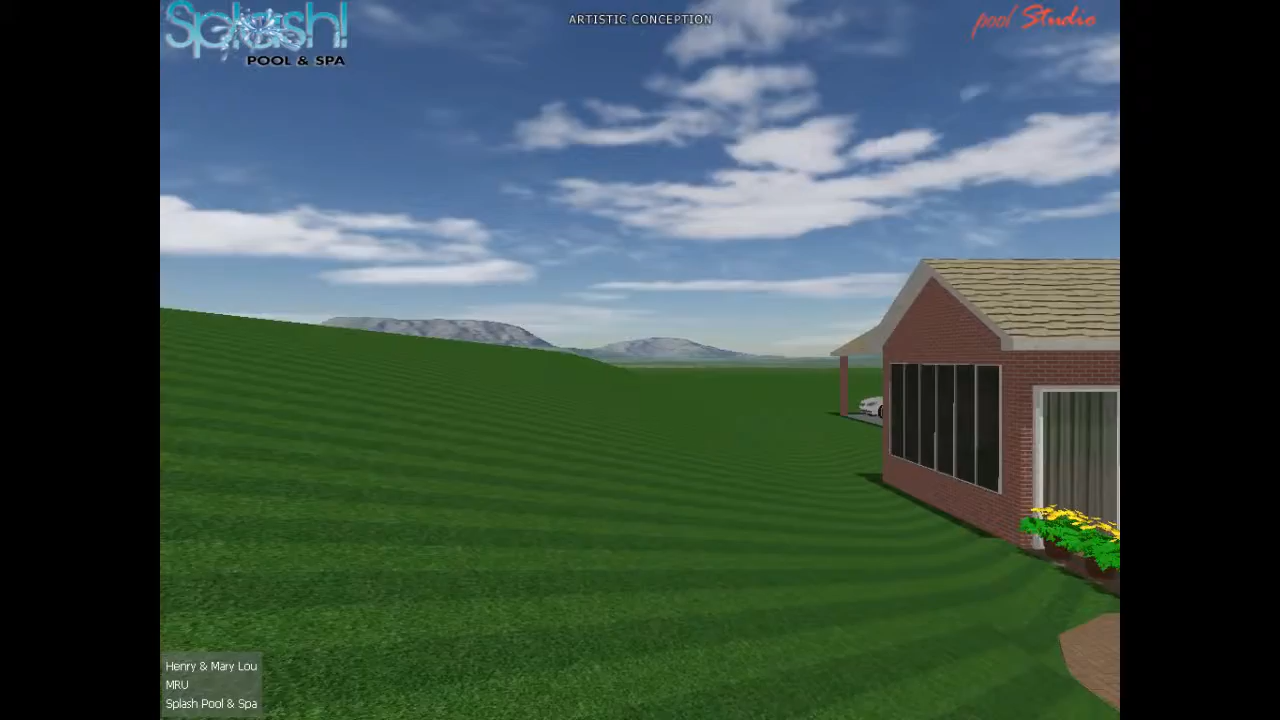 Splash!
POOL & SPA
ARTISTIC CONCEPTION
pool Studio
Henry & Mary Lou
MRU
Splash Pool & Spa